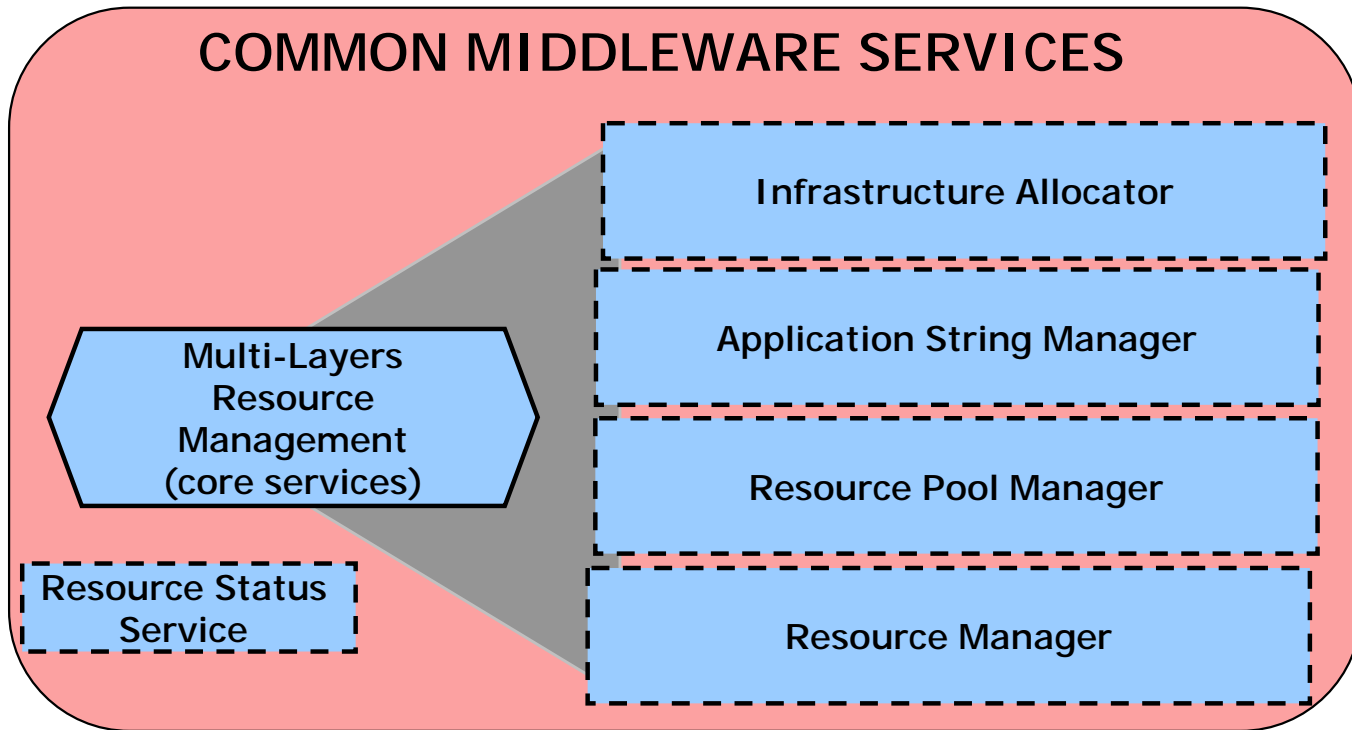 COMMON MIDDLEWARE SERVICES
Infrastructure Allocator
Application String Manager
Resource Pool Manager
Resource Manager
Multi-Layers
Resource
Management
(core services)
Resource Status
Service